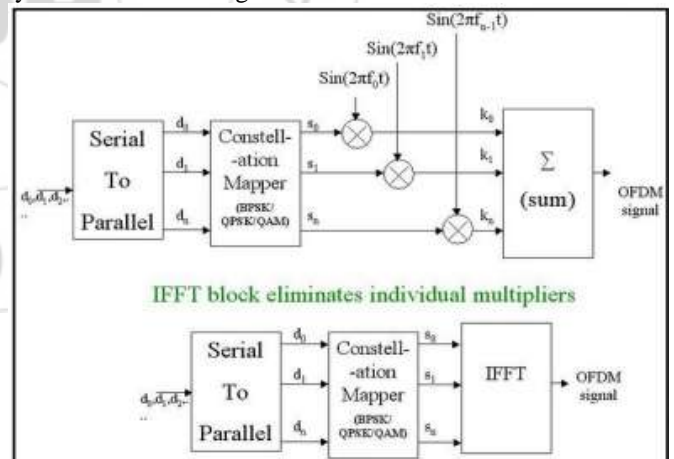 Sin(2πfₙ₋₁t)
Sin(2πf₁t)
Sin(2πf₀t)
Serial
To
Parallel
d₀
d₁
dₙ
d₀,d₁,d₂,.
..
Constell-
-ation
Mapper
(BPSK/
QPSK/QAM)
s₀
s₁
sₙ
k₀
k₁
kₙ
Σ
(sum)
OFDM
signal
IFFT block eliminates individual multipliers
Serial
To
Parallel
d₀
d₁
dₙ
d₀,d₁,d₂,.
..
Constell-
-ation
Mapper
(BPSK/
QPSK/QAM)
s₀
s₁
sₙ
IFFT
OFDM
signal